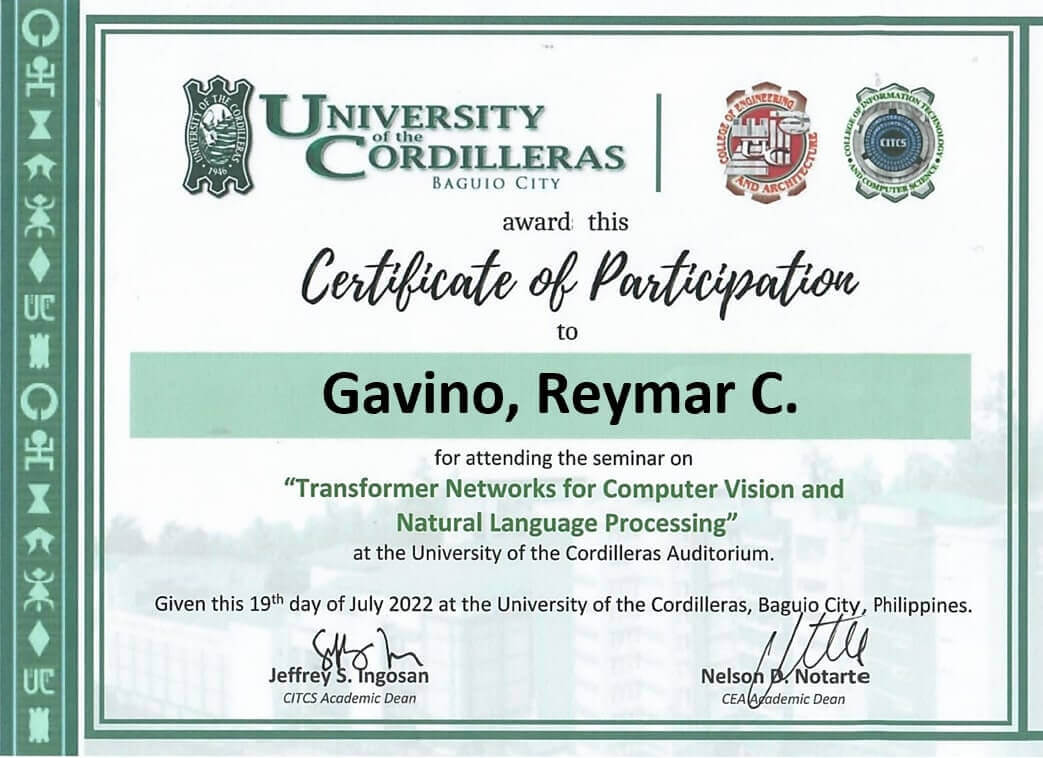 UNIVERSITY
of the
CORDILLERAS
BAGUIO CITY
UNIVERSITY OF THE CORDILLERAS
1946
COLLEGE OF ENGINEERING
AND ARCHITECTURE
COLLEGE OF INFORMATION TECHNOLOGY
CITCS
AND COMPUTER SCIENCE
award this
Certificate of Participation
to
Gavino, Reymar C.
for attending the seminar on
“Transformer Networks for Computer Vision and
Natural Language Processing”
at the University of the Cordilleras Auditorium.
Given this 19th day of July 2022 at the University of the Cordilleras, Baguio City, Philippines.
Jeffrey S. Ingosan
CITCS Academic Dean
Nelson D. Notarte
CEA Academic Dean
UC
UC